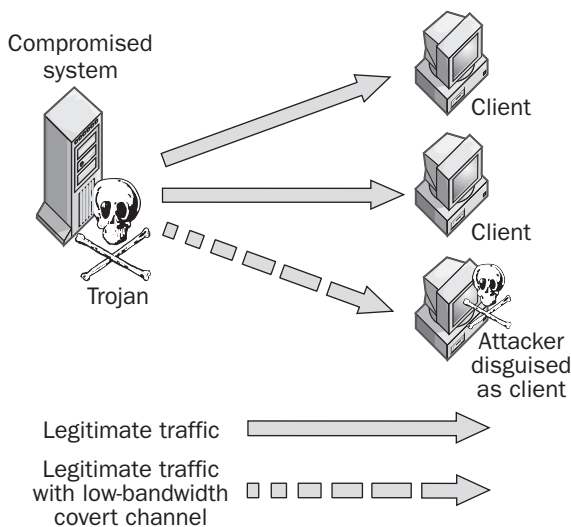 Compromised
system
Client
Client
Trojan
Attacker
disguised
as client
Legitimate traffic
Legitimate traffic
with low-bandwidth
covert channel